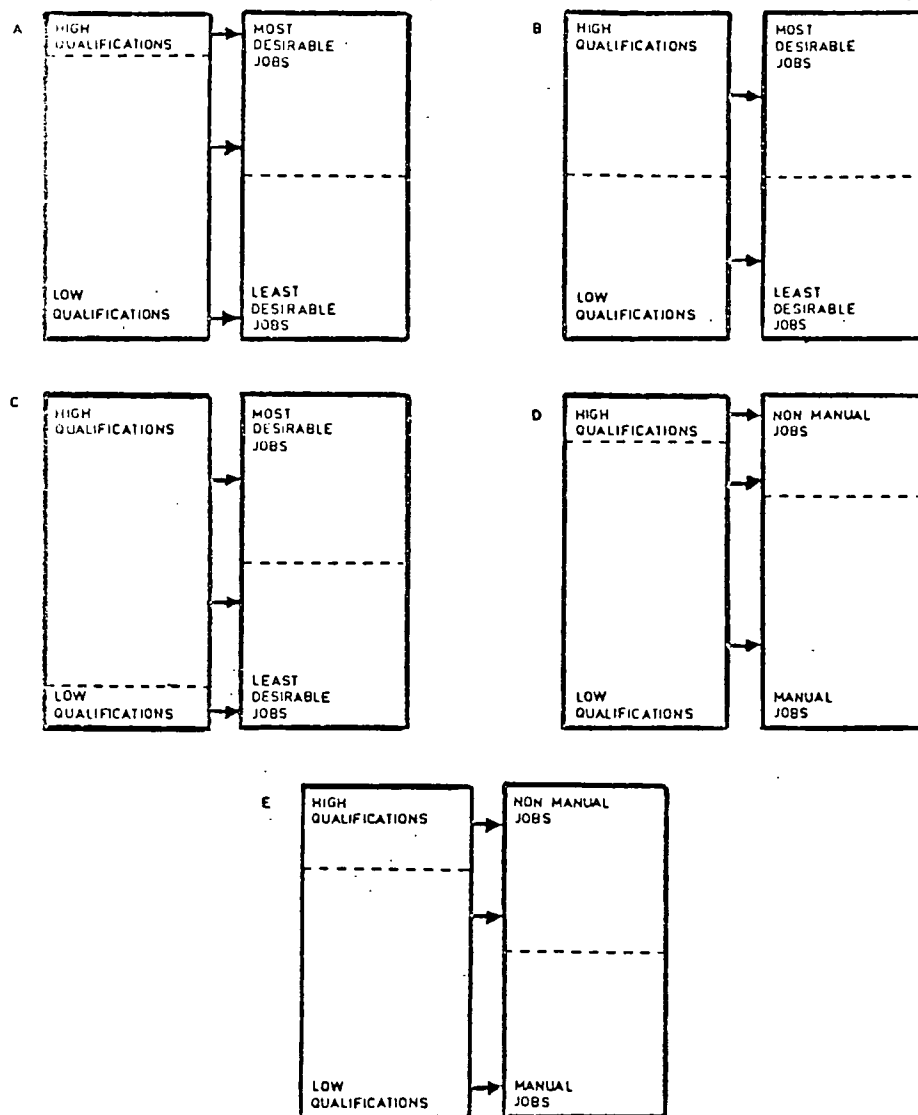 A
HIGH
QUALIFICATIONS
MOST
DESIRABLE
JOBS
LOW
QUALIFICATIONS
LEAST
DESIRABLE
JOBS
B
HIGH
QUALIFICATIONS
MOST
DESIRABLE
JOBS
LOW
QUALIFICATIONS
LEAST
DESIRABLE
JOBS
C
HIGH
QUALIFICATIONS
MOST
DESIRABLE
JOBS
LOW
QUALIFICATIONS
LEAST
DESIRABLE
JOBS
D
HIGH
QUALIFICATIONS
NON MANUAL
JOBS
LOW
QUALIFICATIONS
MANUAL
JOBS
E
HIGH
QUALIFICATIONS
NON MANUAL
JOBS
LOW
QUALIFICATIONS
MANUAL
JOBS